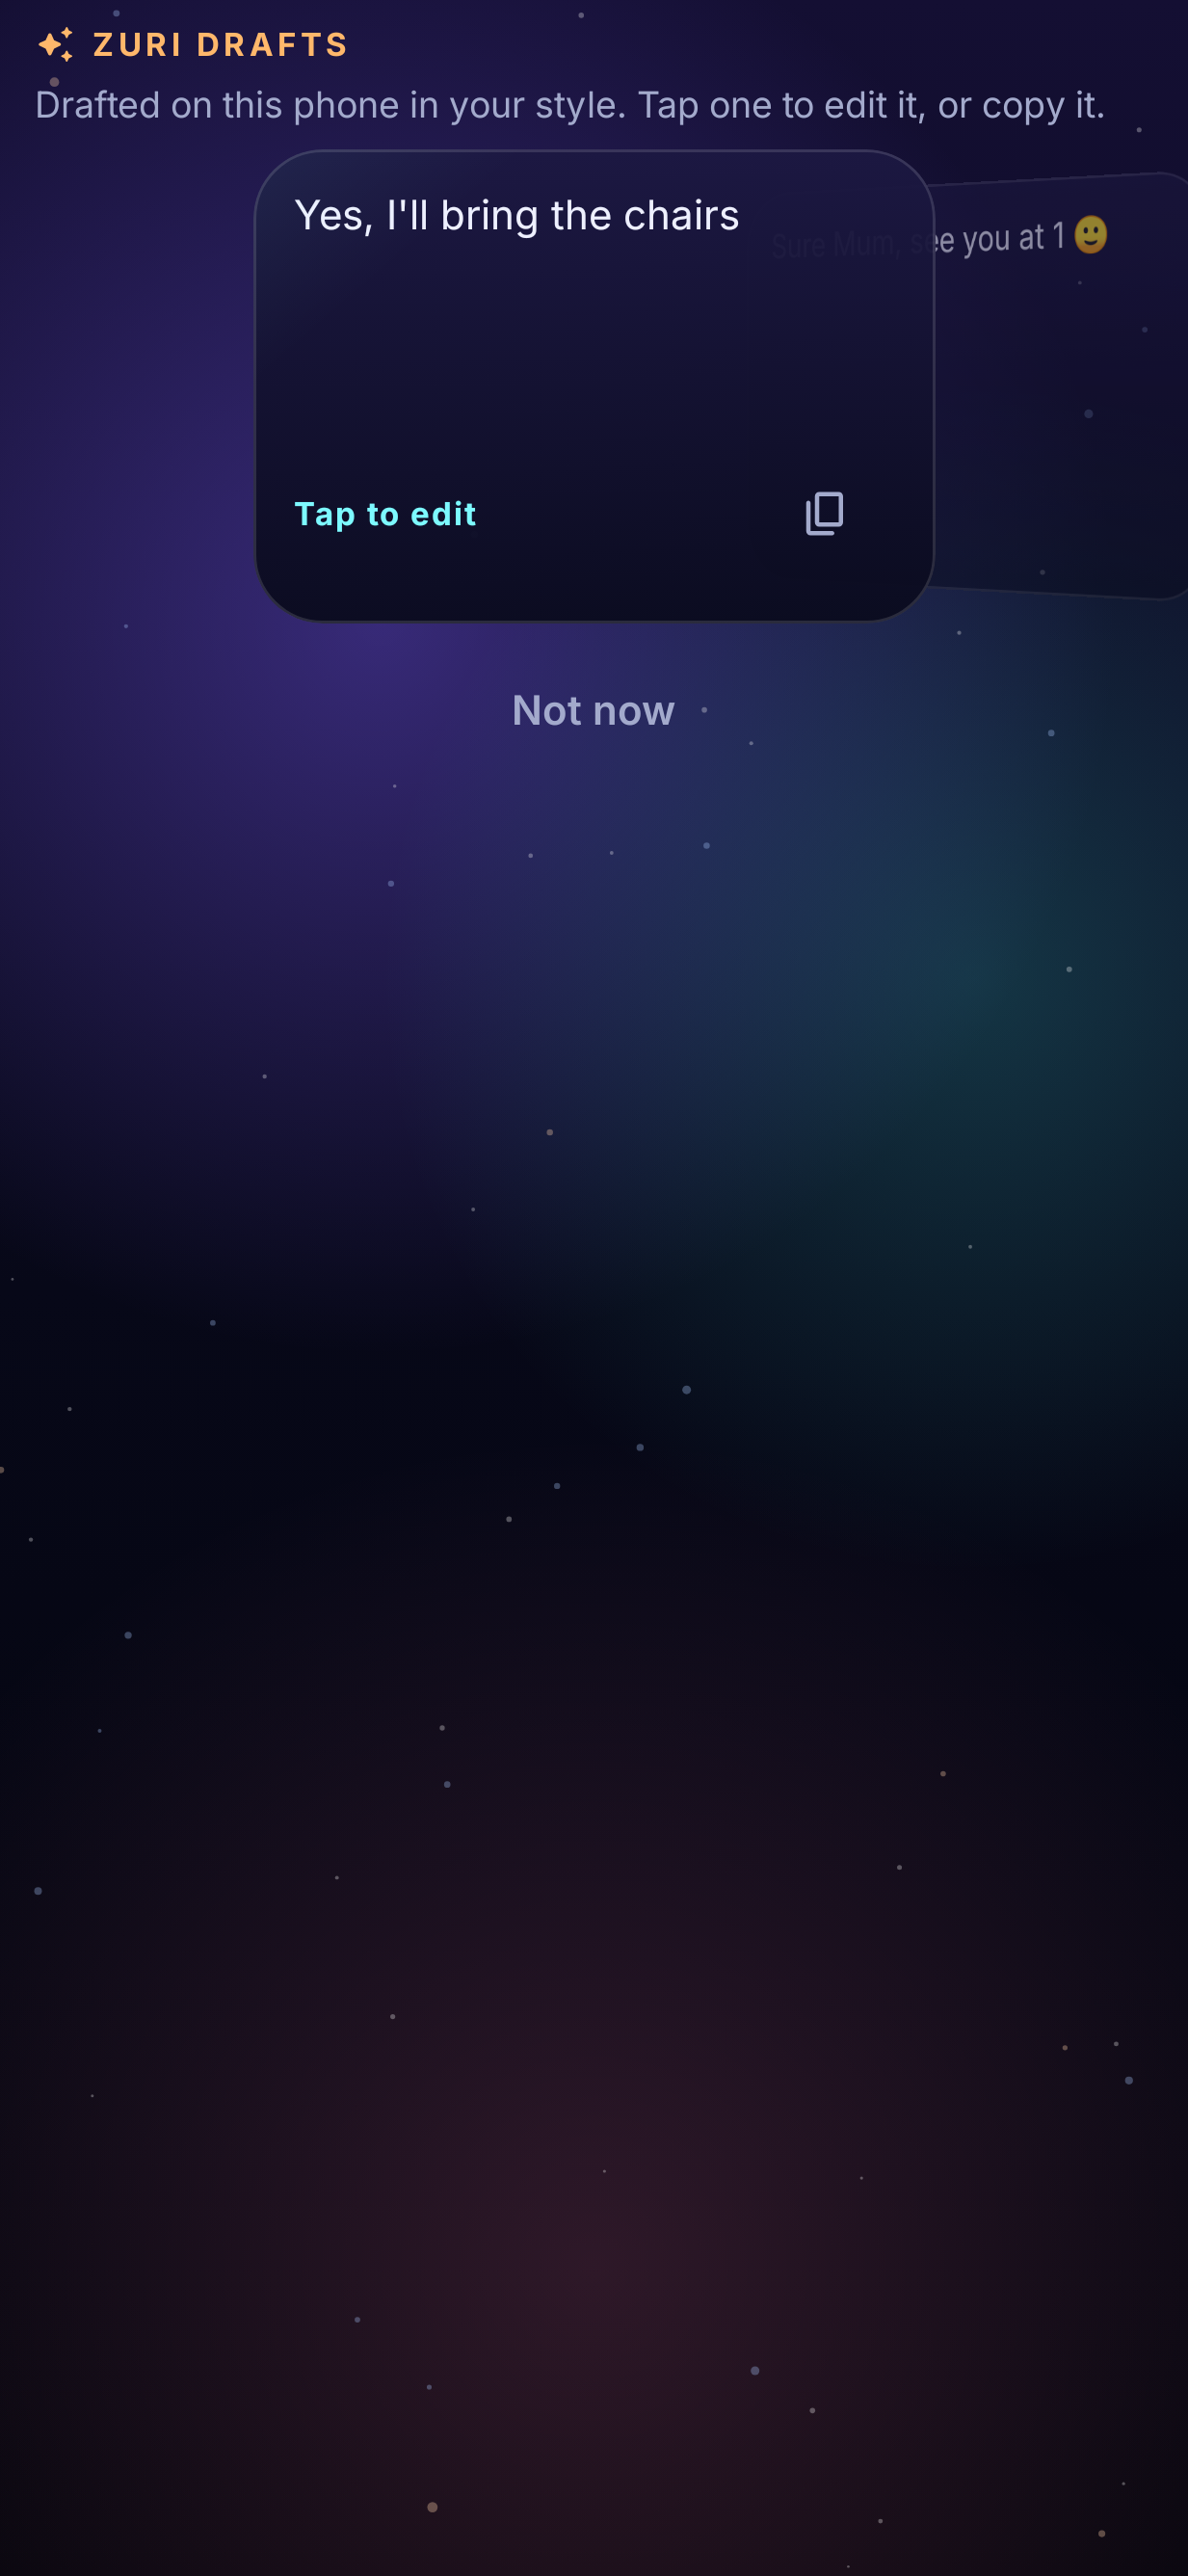 ZURI DRAFTS
Drafted on this phone in your style. Tap one to edit it, or copy it.
Yes, I'll bring the chairs
Sure Mum, see you at 1 🙂
Tap to edit
Not now